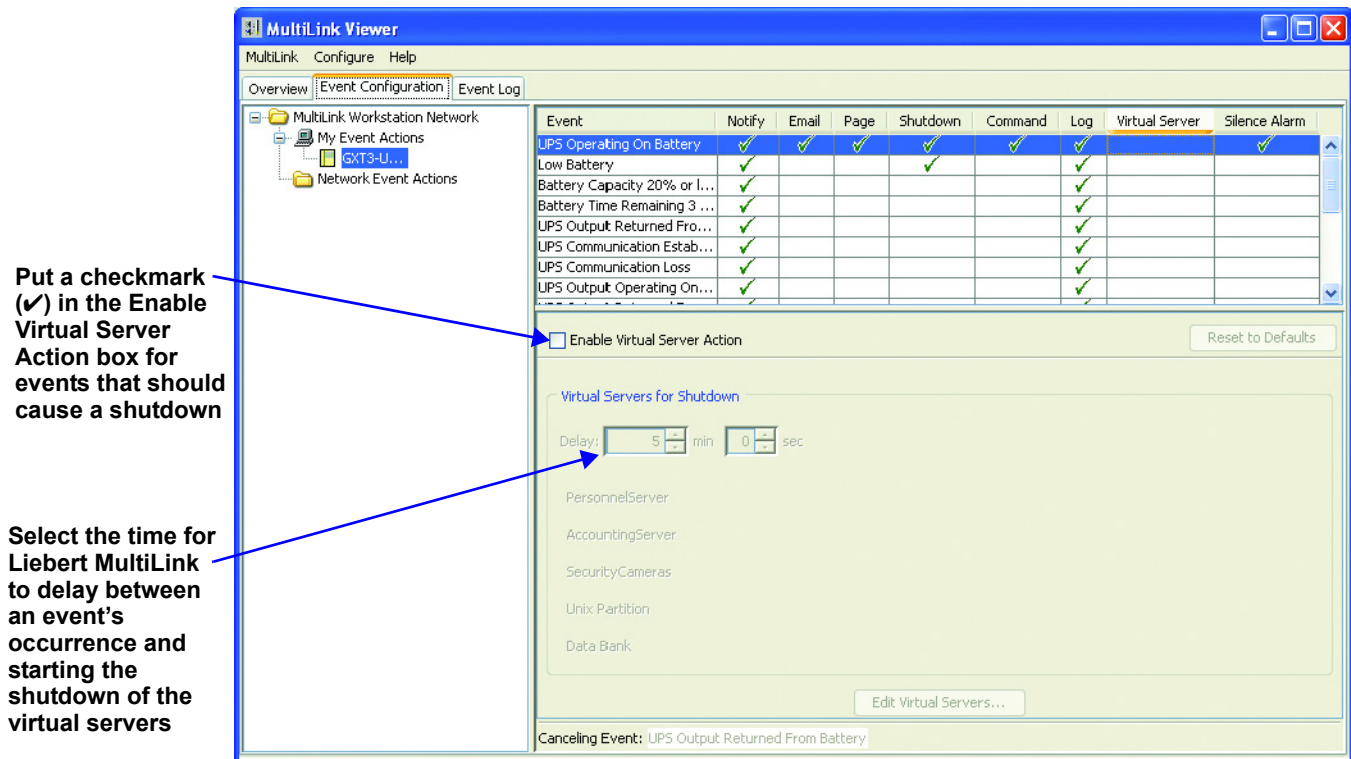 MultiLink Viewer
MultiLink Configure Help
Overview Event Configuration Event Log
MultiLink Workstation Network
My Event Actions
GXT3-U...
Network Event Actions
Event Notify Email Page Shutdown Command Log Virtual Server Silence Alarm
UPS Operating On Battery ✓ ✓ ✓ ✓ ✓ ✓ ✓
Low Battery ✓ ✓ ✓
Battery Capacity 20% or l... ✓ ✓
Battery Time Remaining 3 ... ✓ ✓
UPS Output Returned Fro... ✓ ✓
UPS Communication Estab... ✓ ✓
UPS Communication Loss ✓ ✓
UPS Output Operating On... ✓ ✓
Put a checkmark
(✔) in the Enable
Virtual Server
Action box for
events that should
cause a shutdown
Enable Virtual Server Action
Reset to Defaults
Virtual Servers for Shutdown
Delay: 5 min 0 sec
PersonnelServer
AccountingServer
SecurityCameras
Unix Partition
Data Bank
Select the time for
Liebert MultiLink
to delay between
an event's
occurrence and
starting the
shutdown of the
virtual servers
Edit Virtual Servers...
Canceling Event: UPS Output Returned From Battery